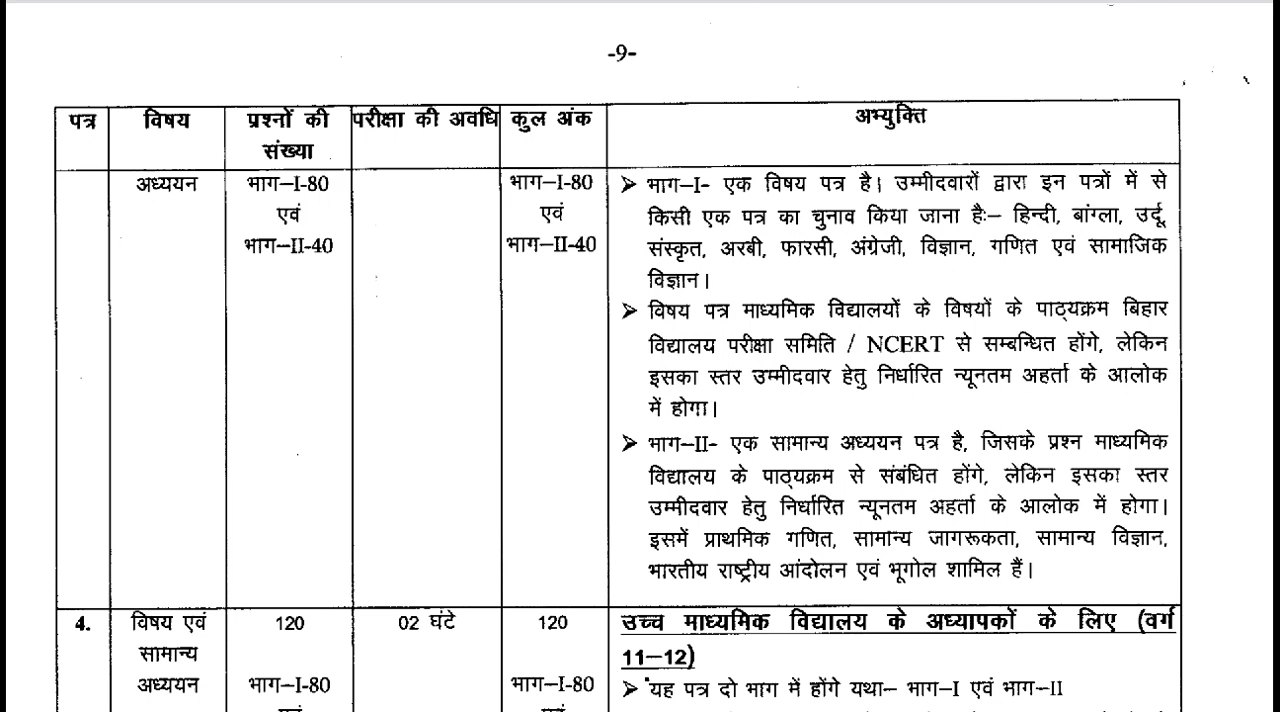 -9-
पत्र विषय प्रश्नों की परीक्षा की अवधि कुल अंक अभ्युक्ति
संख्या
अध्ययन भाग–I-80 भाग–I-80 ➢ भाग–I- एक विषय पत्र है। उम्मीदवारों द्वारा इन पत्रों में से
एवं एवं किसी एक पत्र का चुनाव किया जाना हैः– हिन्दी, बांग्ला, उर्दू,
भाग–II-40 भाग–II-40 संस्कृत, अरबी, फारसी, अंग्रेजी, विज्ञान, गणित एवं सामाजिक
विज्ञान।
➢ विषय पत्र माध्यमिक विद्यालयों के विषयों के पाठ्यक्रम बिहार
विद्यालय परीक्षा समिति / NCERT से सम्बन्धित होंगे, लेकिन
इसका स्तर उम्मीदवार हेतु निर्धारित न्यूनतम अहर्ता के आलोक
में होगा।
➢ भाग–II- एक सामान्य अध्ययन पत्र है, जिसके प्रश्न माध्यमिक
विद्यालय के पाठ्यक्रम से संबंधित होंगे, लेकिन इसका स्तर
उम्मीदवार हेतु निर्धारित न्यूनतम अहर्ता के आलोक में होगा।
इसमें प्राथमिक गणित, सामान्य जागरूकता, सामान्य विज्ञान,
भारतीय राष्ट्रीय आंदोलन एवं भूगोल शामिल हैं।
4. विषय एवं 120 02 घंटे 120 उच्च माध्यमिक विद्यालय के अध्यापकों के लिए (वर्ग
सामान्य 11–12)
अध्ययन भाग–I-80 भाग–I-80 ➢ यह पत्र दो भाग में होंगे यथा– भाग–I एवं भाग–II